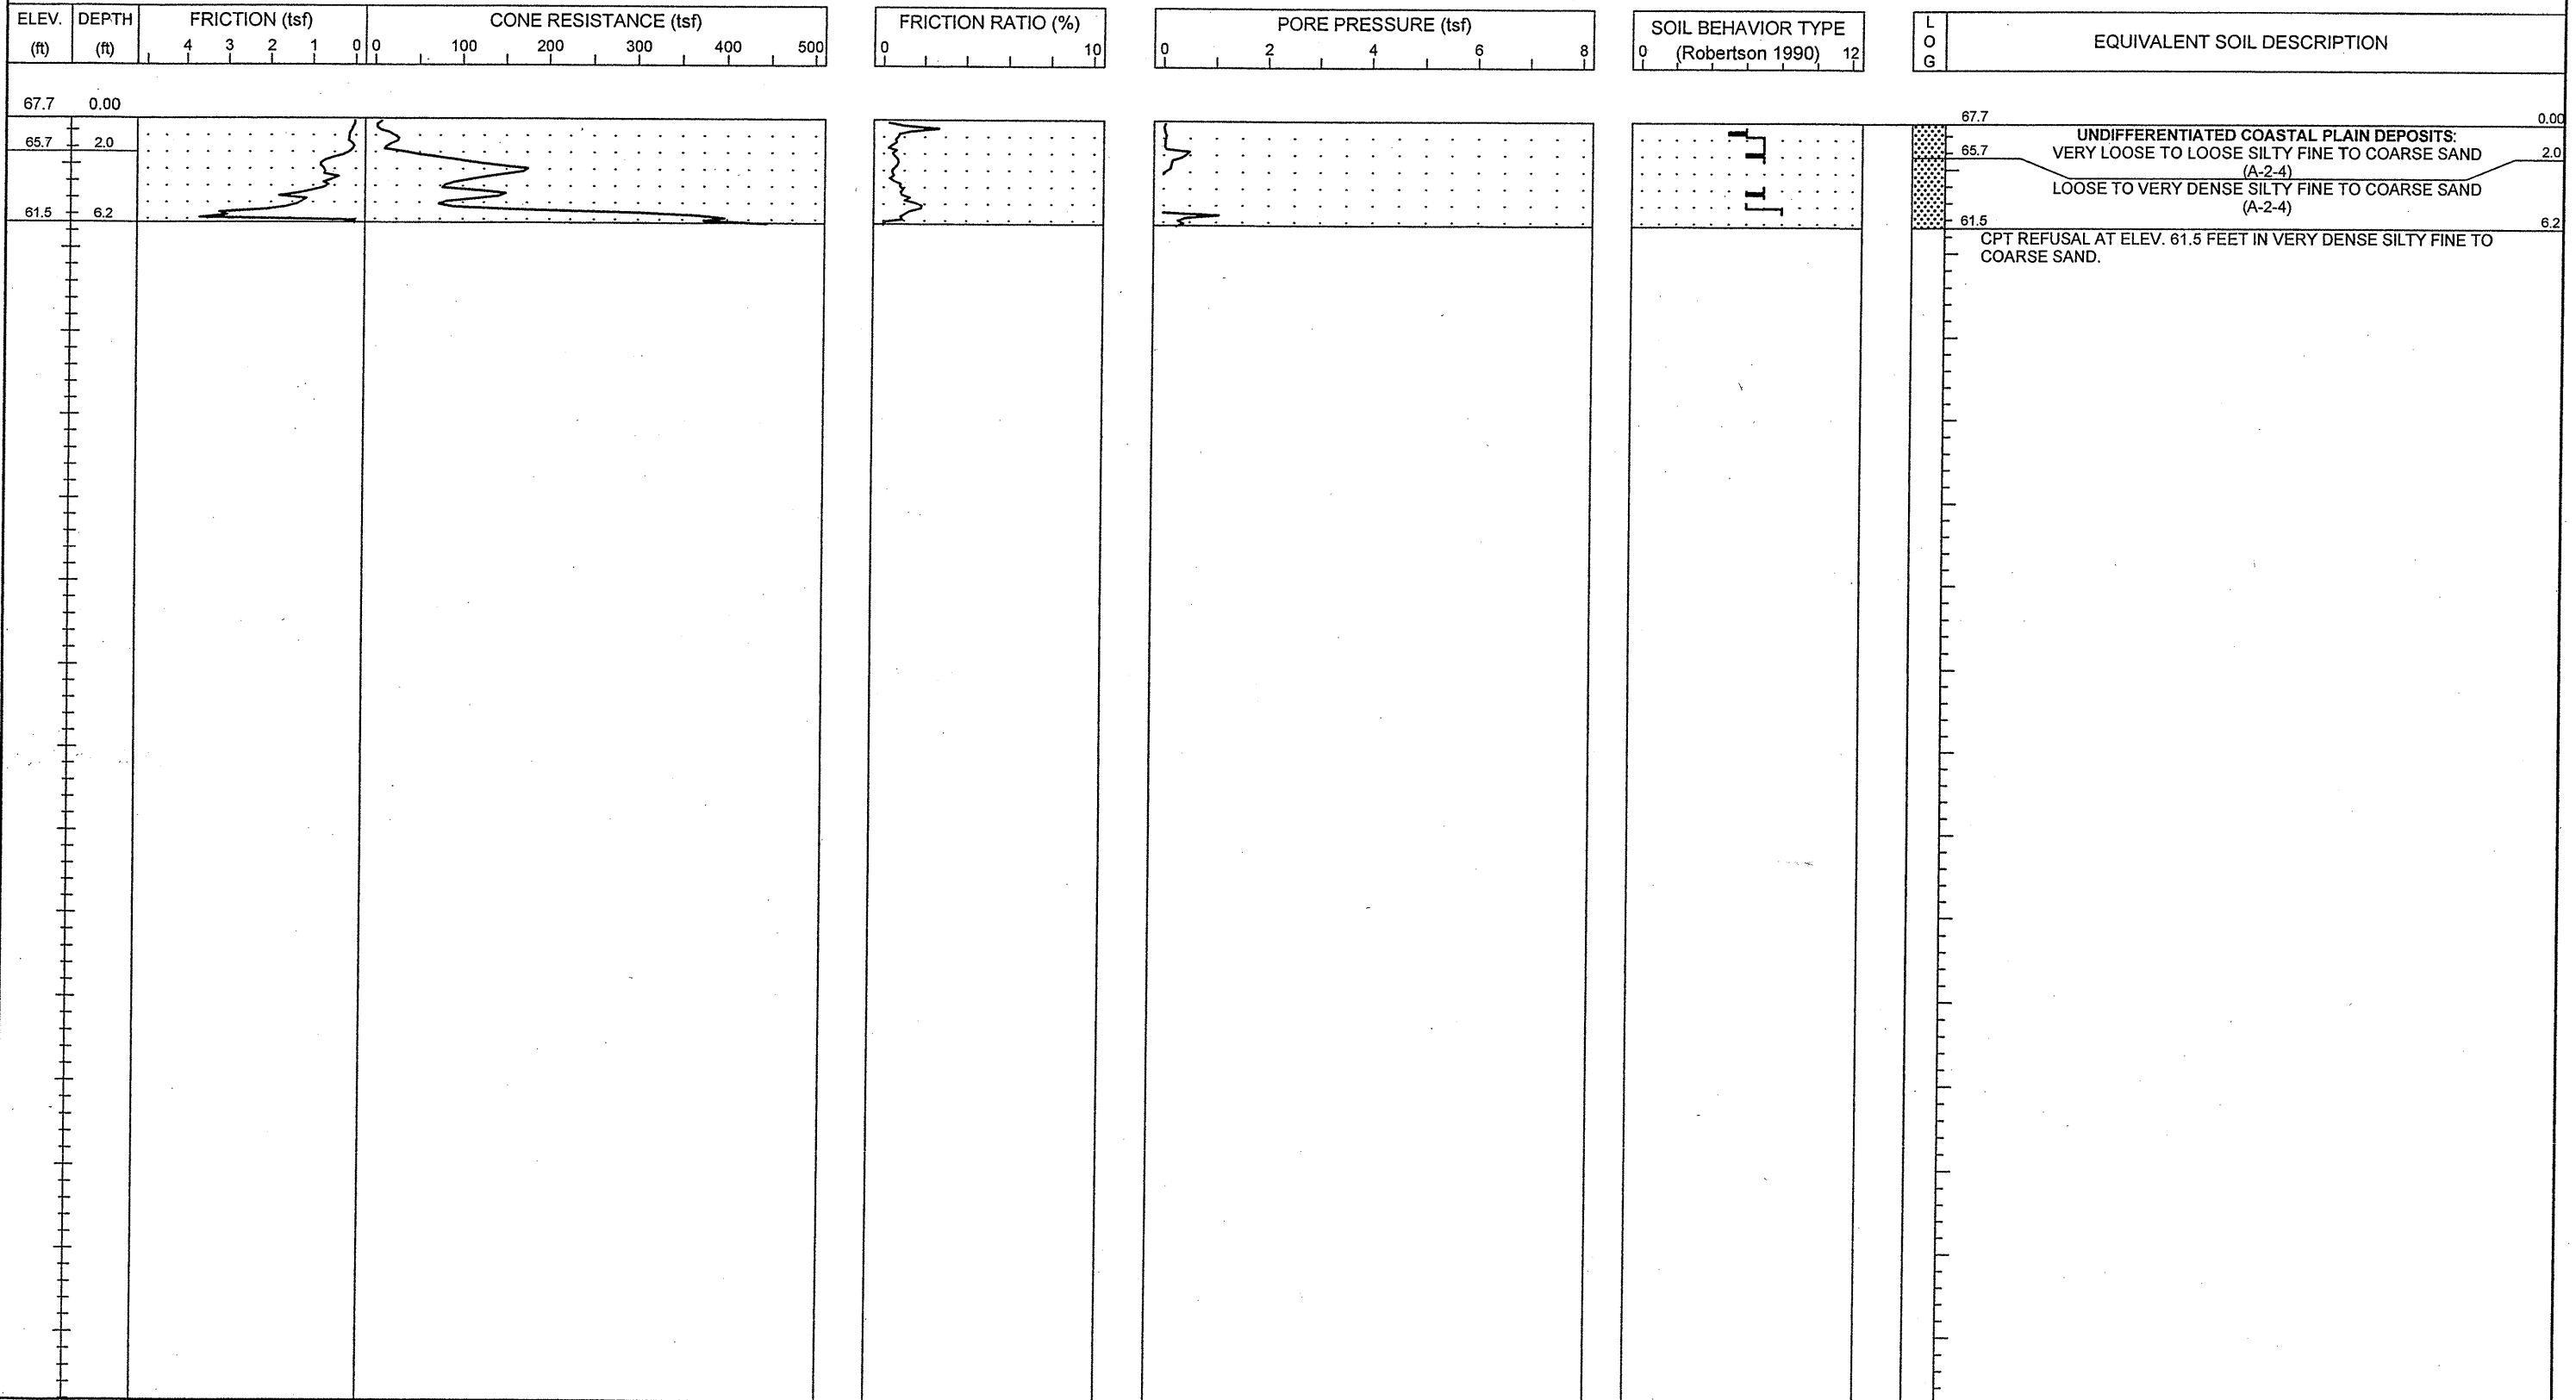 ELEV. DEPTH FRICTION (tsf) CONE RESISTANCE (tsf) FRICTION RATIO (%) PORE PRESSURE (tsf) SOIL BEHAVIOR TYPE L
(ft) (ft) 4 3 2 1 0 0 100 200 300 400 500 0 10 0 2 4 6 8 0 (Robertson 1990) 12 O EQUIVALENT SOIL DESCRIPTION
G
67.7 0.00
67.7 0.00
UNDIFFERENTIATED COASTAL PLAIN DEPOSITS:
65.7 2.0 65.7 VERY LOOSE TO LOOSE SILTY FINE TO COARSE SAND 2.0
(A-2-4)
LOOSE TO VERY DENSE SILTY FINE TO COARSE SAND
(A-2-4)
61.5 6.2 61.5 6.2
CPT REFUSAL AT ELEV. 61.5 FEET IN VERY DENSE SILTY FINE TO
COARSE SAND.